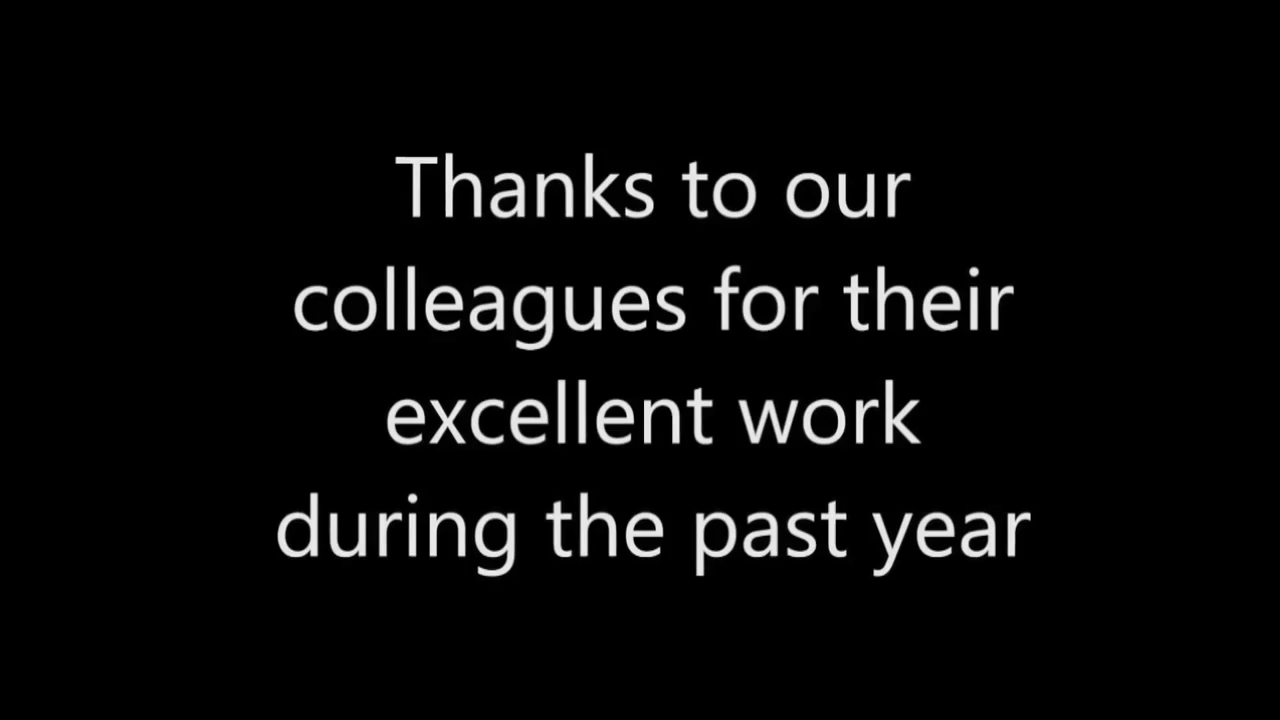 Thanks to our
colleagues for their
excellent work
during the past year